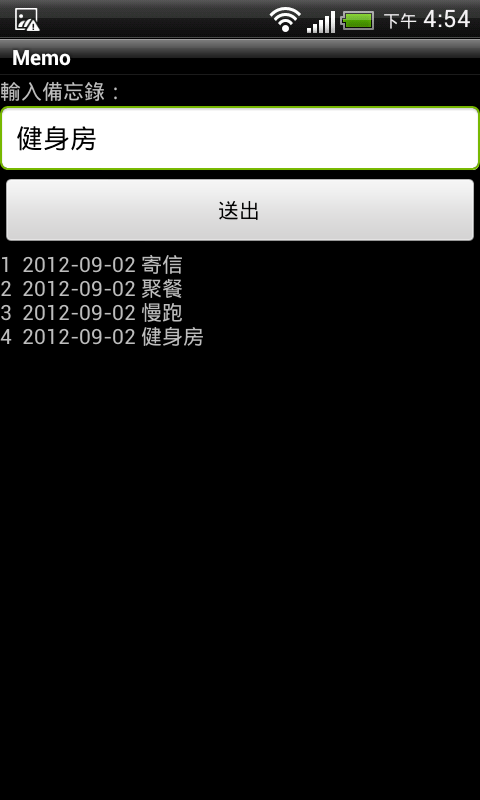 下午 4:54
Memo
輸入備忘錄：
健身房
送出
1 2012-09-02 寄信
2 2012-09-02 聚餐
3 2012-09-02 慢跑
4 2012-09-02 健身房